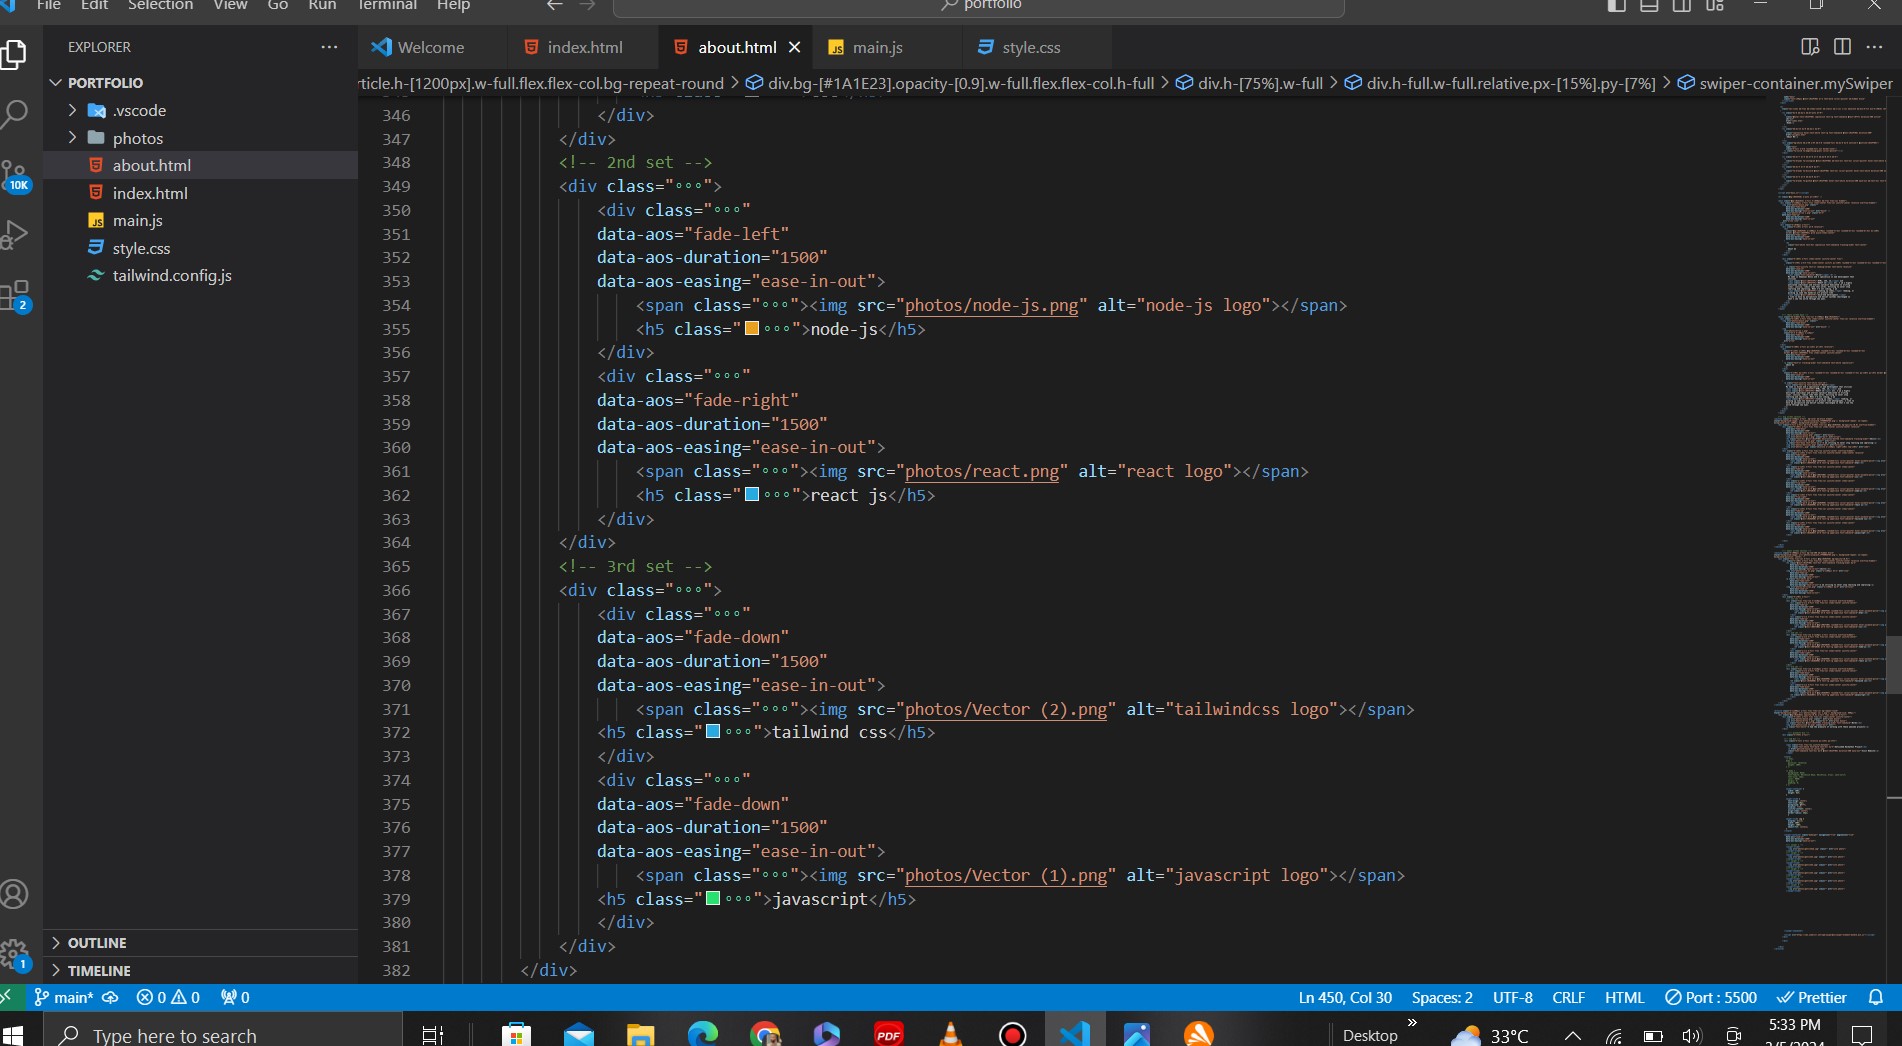 File Edit Selection View Go Run Terminal Help
portfolio
EXPLORER
Welcome
index.html
about.html
main.js
style.css
PORTFOLIO
.vscode
photos
about.html
index.html
main.js
style.css
tailwind.config.js
10K
2
rticle.h-[1200px].w-full.flex.flex-col.bg-repeat-round > div.bg-[#1A1E23].opacity-[0.9].w-full.flex.flex-col.h-full > div.h-[75%].w-full > div.h-full.w-full.relative.px-[15%].py-[7%] > swiper-container.mySwiper
346 </div>
347 </div>
348 <!-- 2nd set -->
349 <div class="°°°">
350 <div class="°°°"
351 data-aos="fade-left"
352 data-aos-duration="1500"
353 data-aos-easing="ease-in-out">
354 <span class="°°°"><img src="photos/node-js.png" alt="node-js logo"></span>
355 <h5 class="°°°">node-js</h5>
356 </div>
357 <div class="°°°"
358 data-aos="fade-right"
359 data-aos-duration="1500"
360 data-aos-easing="ease-in-out">
361 <span class="°°°"><img src="photos/react.png" alt="react logo"></span>
362 <h5 class="°°°">react js</h5>
363 </div>
364 </div>
365 <!-- 3rd set -->
366 <div class="°°°">
367 <div class="°°°"
368 data-aos="fade-down"
369 data-aos-duration="1500"
370 data-aos-easing="ease-in-out">
371 <span class="°°°"><img src="photos/Vector (2).png" alt="tailwindcss logo"></span>
372 <h5 class="°°°">tailwind css</h5>
373 </div>
374 <div class="°°°"
375 data-aos="fade-down"
376 data-aos-duration="1500"
377 data-aos-easing="ease-in-out">
378 <span class="°°°"><img src="photos/Vector (1).png" alt="javascript logo"></span>
379 <h5 class="°°°">javascript</h5>
380 </div>
381 </div>
382 </div>
OUTLINE
TIMELINE
1
main* 0 0 0
Ln 450, Col 30 Spaces: 2 UTF-8 CRLF HTML Port : 5500 Prettier
Type here to search
PDF
Desktop
33°C
5:33 PM